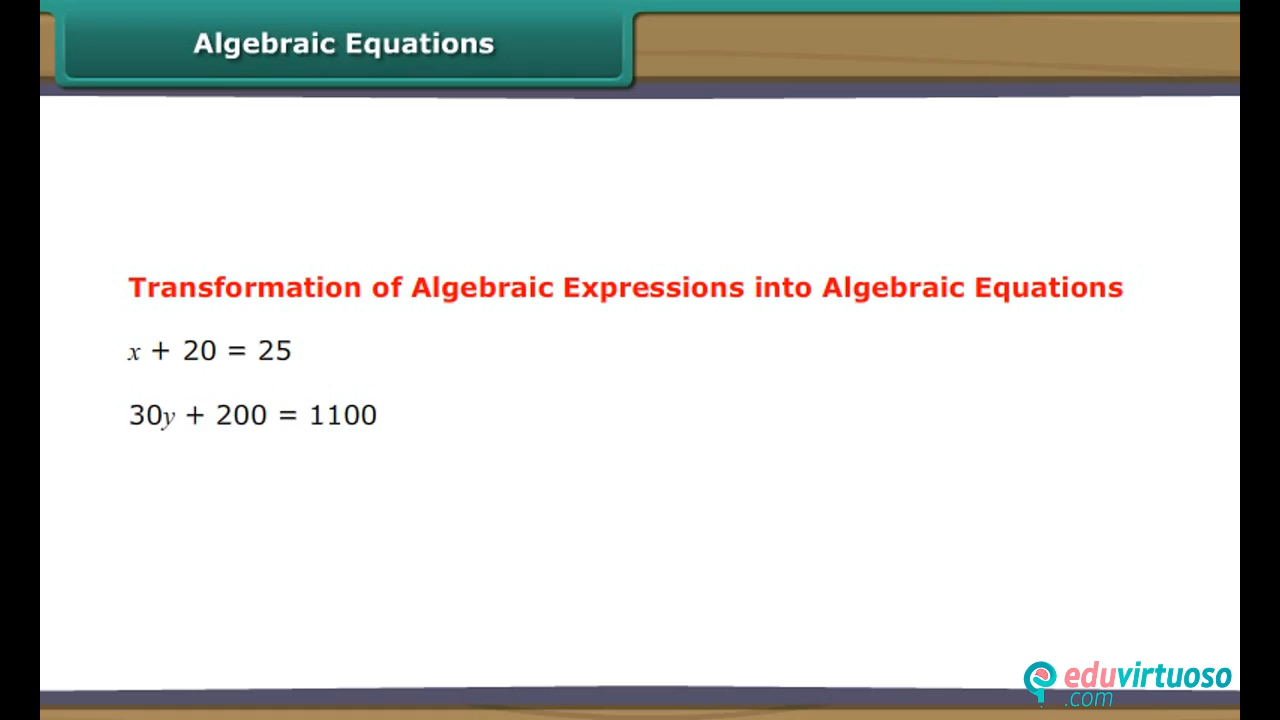 Algebraic Equations
Transformation of Algebraic Expressions into Algebraic Equations
x + 20 = 25
30y + 200 = 1100
eduvirtuoso
.com